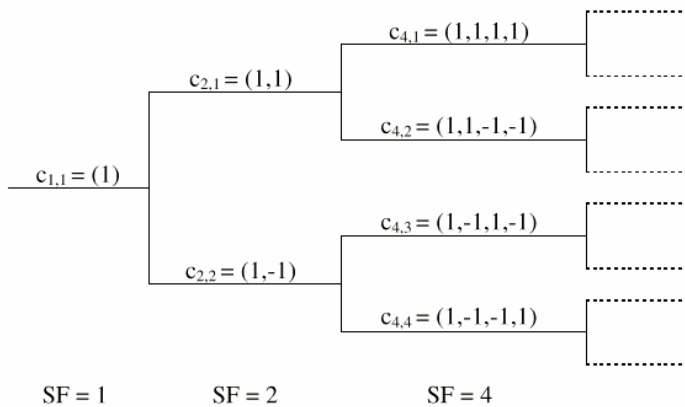 c4,1 = (1,1,1,1)
c2,1 = (1,1)
c4,2 = (1,1,-1,-1)
c1,1 = (1)
c4,3 = (1,-1,1,-1)
c2,2 = (1,-1)
c4,4 = (1,-1,-1,1)
SF = 1 SF = 2 SF = 4